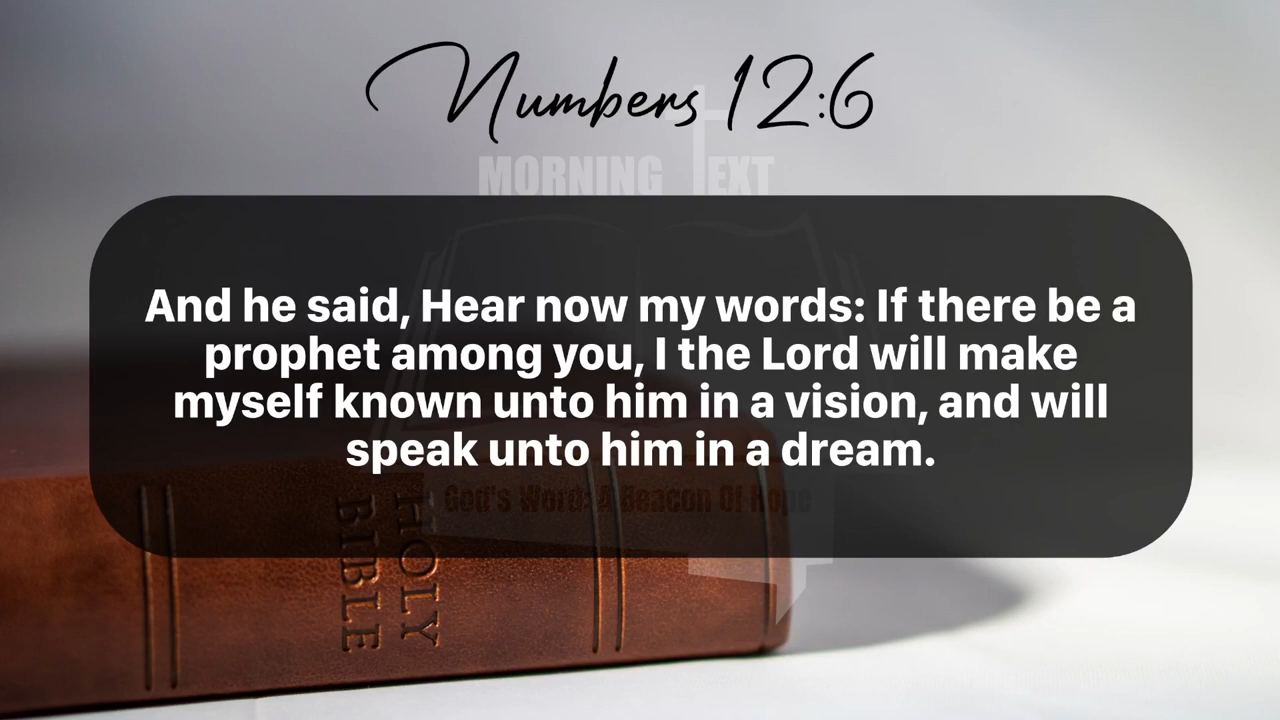 Numbers 12:6
MORNING TEXT
And he said, Hear now my words: If there be a
prophet among you, I the Lord will make
myself known unto him in a vision, and will
speak unto him in a dream.
God's Word: A Beacon Of Hope
HOLY
BIBLE